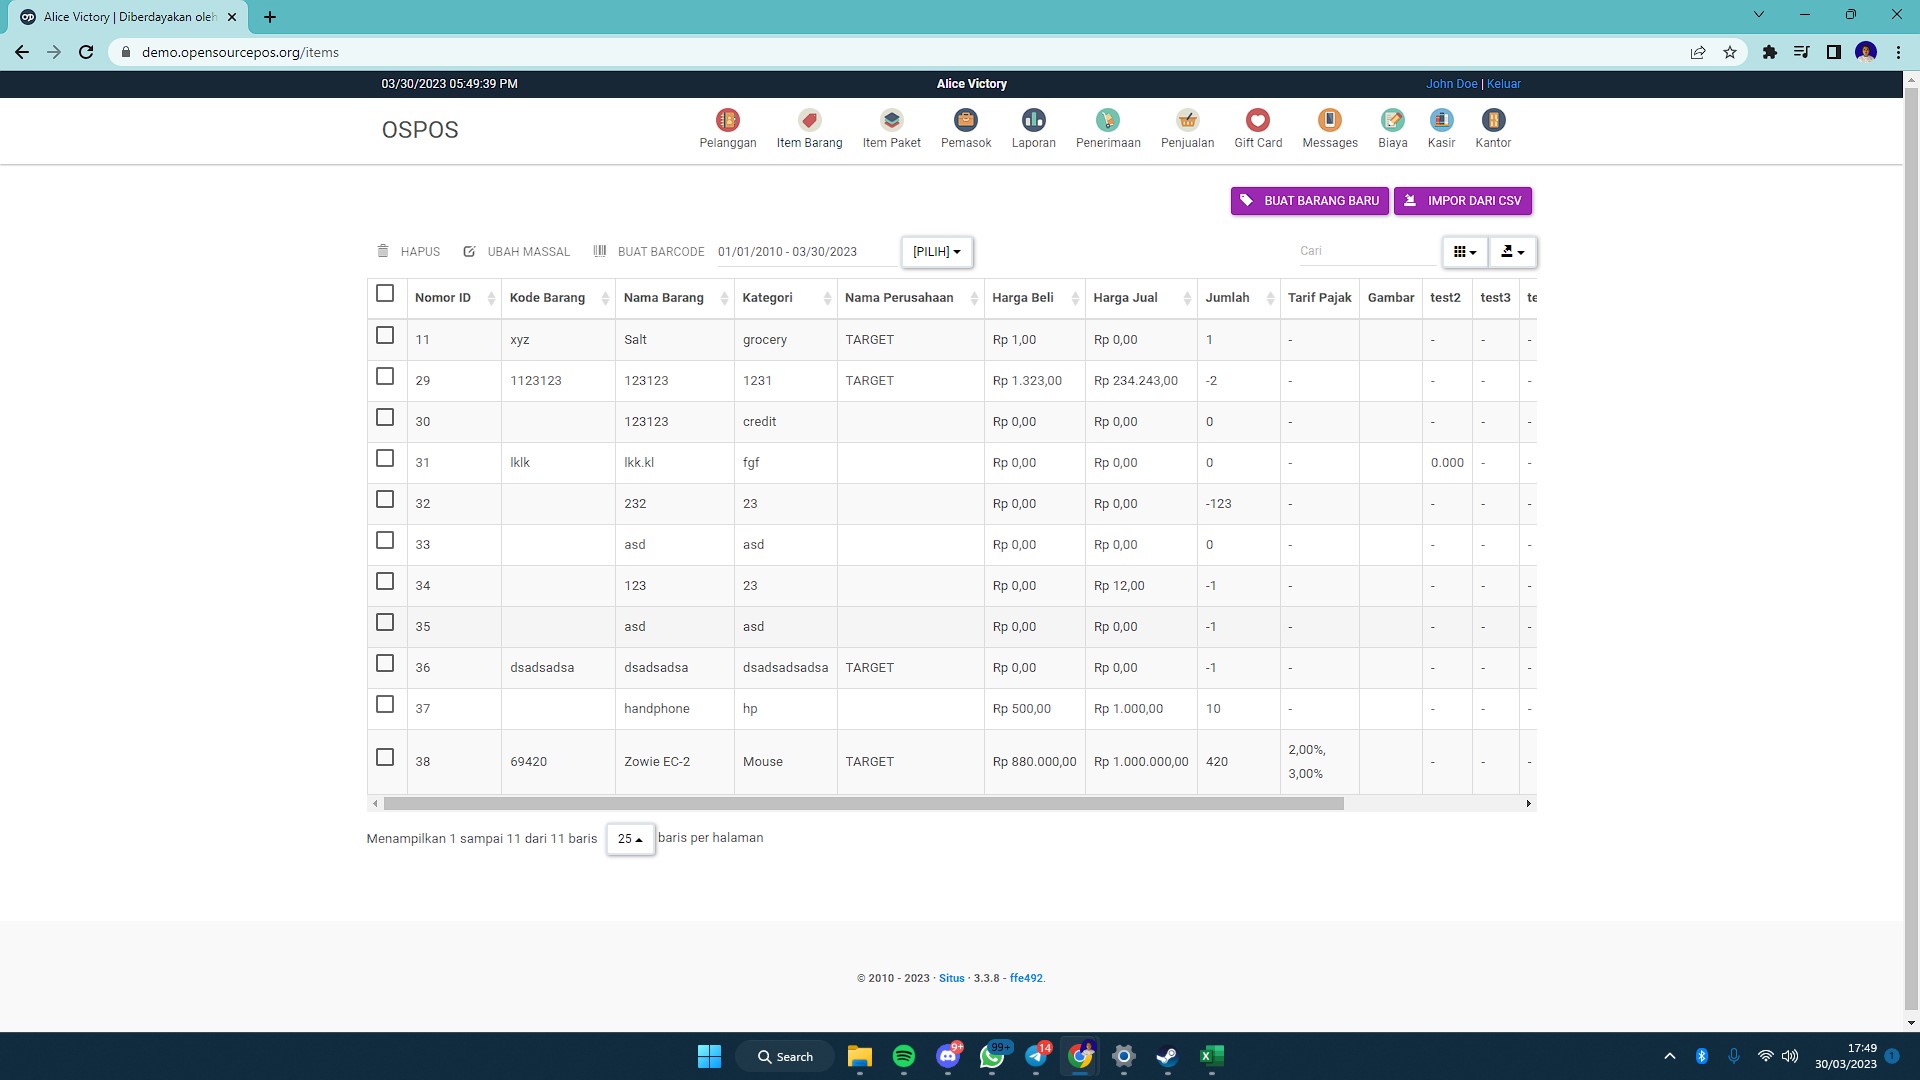 Alice Victory | Diberdayakan oleh
demo.opensourcepos.org/items
03/30/2023 05:49:39 PM
Alice Victory
John Doe | Keluar
OSPOS
Pelanggan Item Barang Item Paket Pemasok Laporan Penerimaan Penjualan Gift Card Messages Biaya Kasir Kantor
BUAT BARANG BARU IMPOR DARI CSV
HAPUS UBAH MASSAL BUAT BARCODE 01/01/2010 - 03/30/2023 [PILIH] Cari
Nomor ID Kode Barang Nama Barang Kategori Nama Perusahaan Harga Beli Harga Jual Jumlah Tarif Pajak Gambar test2 test3 te
11 xyz Salt grocery TARGET Rp 1,00 Rp 0,00 1 - - - -
29 1123123 123123 1231 TARGET Rp 1.323,00 Rp 234.243,00 -2 - - - -
30 123123 credit Rp 0,00 Rp 0,00 0 - - - -
31 lklk lkk.kl fgf Rp 0,00 Rp 0,00 0 - 0.000 - -
32 232 23 Rp 0,00 Rp 0,00 -123 - - - -
33 asd asd Rp 0,00 Rp 0,00 0 - - - -
34 123 23 Rp 0,00 Rp 12,00 -1 - - - -
35 asd asd Rp 0,00 Rp 0,00 -1 - - - -
36 dsadsadsa dsadsadsa dsadsadsadsa TARGET Rp 0,00 Rp 0,00 -1 - - - -
37 handphone hp Rp 500,00 Rp 1.000,00 10 - - - -
38 69420 Zowie EC-2 Mouse TARGET Rp 880.000,00 Rp 1.000.000,00 420 2,00%, 3,00% - - -
Menampilkan 1 sampai 11 dari 11 baris 25 baris per halaman
© 2010 - 2023 · Situs · 3.3.8 - ffe492.
Search
9+
99+
14
17:49
30/03/2023
1